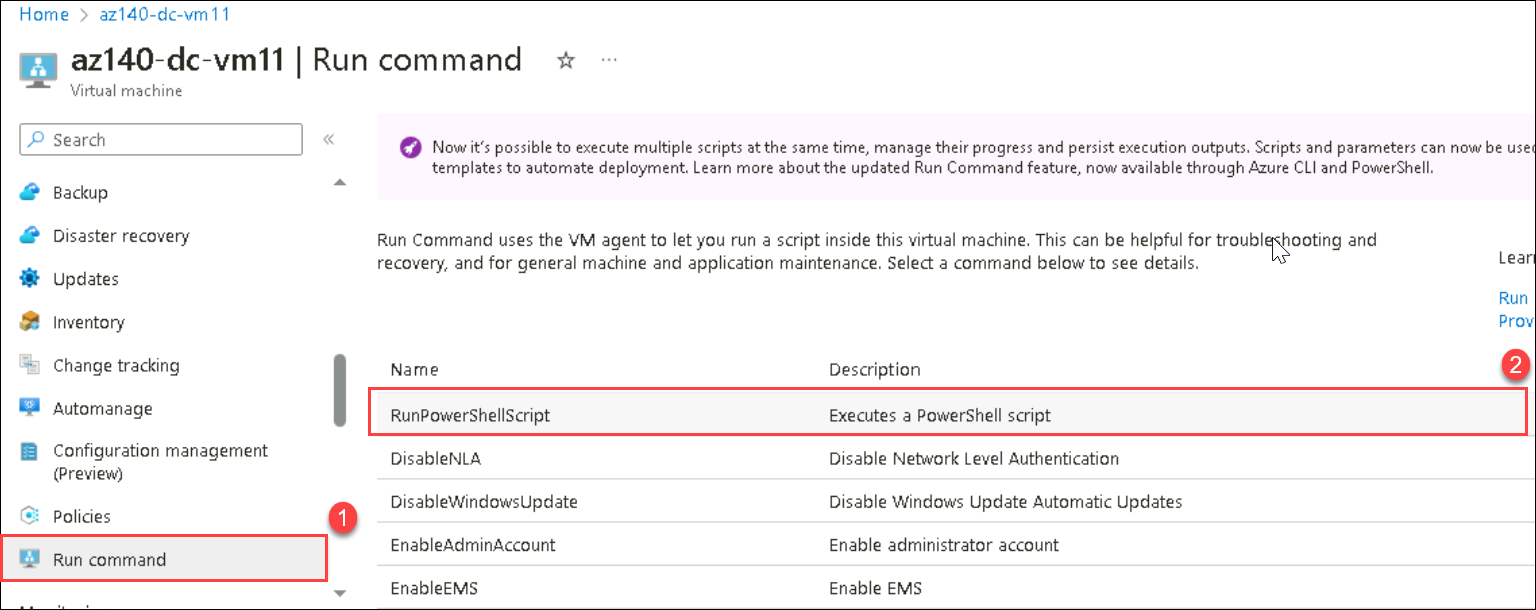 Home > az140-dc-vm11
az140-dc-vm11 | Run command
Virtual machine
Search
Backup
Disaster recovery
Updates
Inventory
Change tracking
Automanage
Configuration management
(Preview)
Policies
1
Run command
Now it's possible to execute multiple scripts at the same time, manage their progress and persist execution outputs. Scripts and parameters can now be used
templates to automate deployment. Learn more about the updated Run Command feature, now available through Azure CLI and PowerShell.
Run Command uses the VM agent to let you run a script inside this virtual machine. This can be helpful for troubleshooting and
recovery, and for general machine and application maintenance. Select a command below to see details.
Lear
Run
Prov
Name Description
2
RunPowerShellScript Executes a PowerShell script
DisableNLA Disable Network Level Authentication
DisableWindowsUpdate Disable Windows Update Automatic Updates
EnableAdminAccount Enable administrator account
EnableEMS Enable EMS